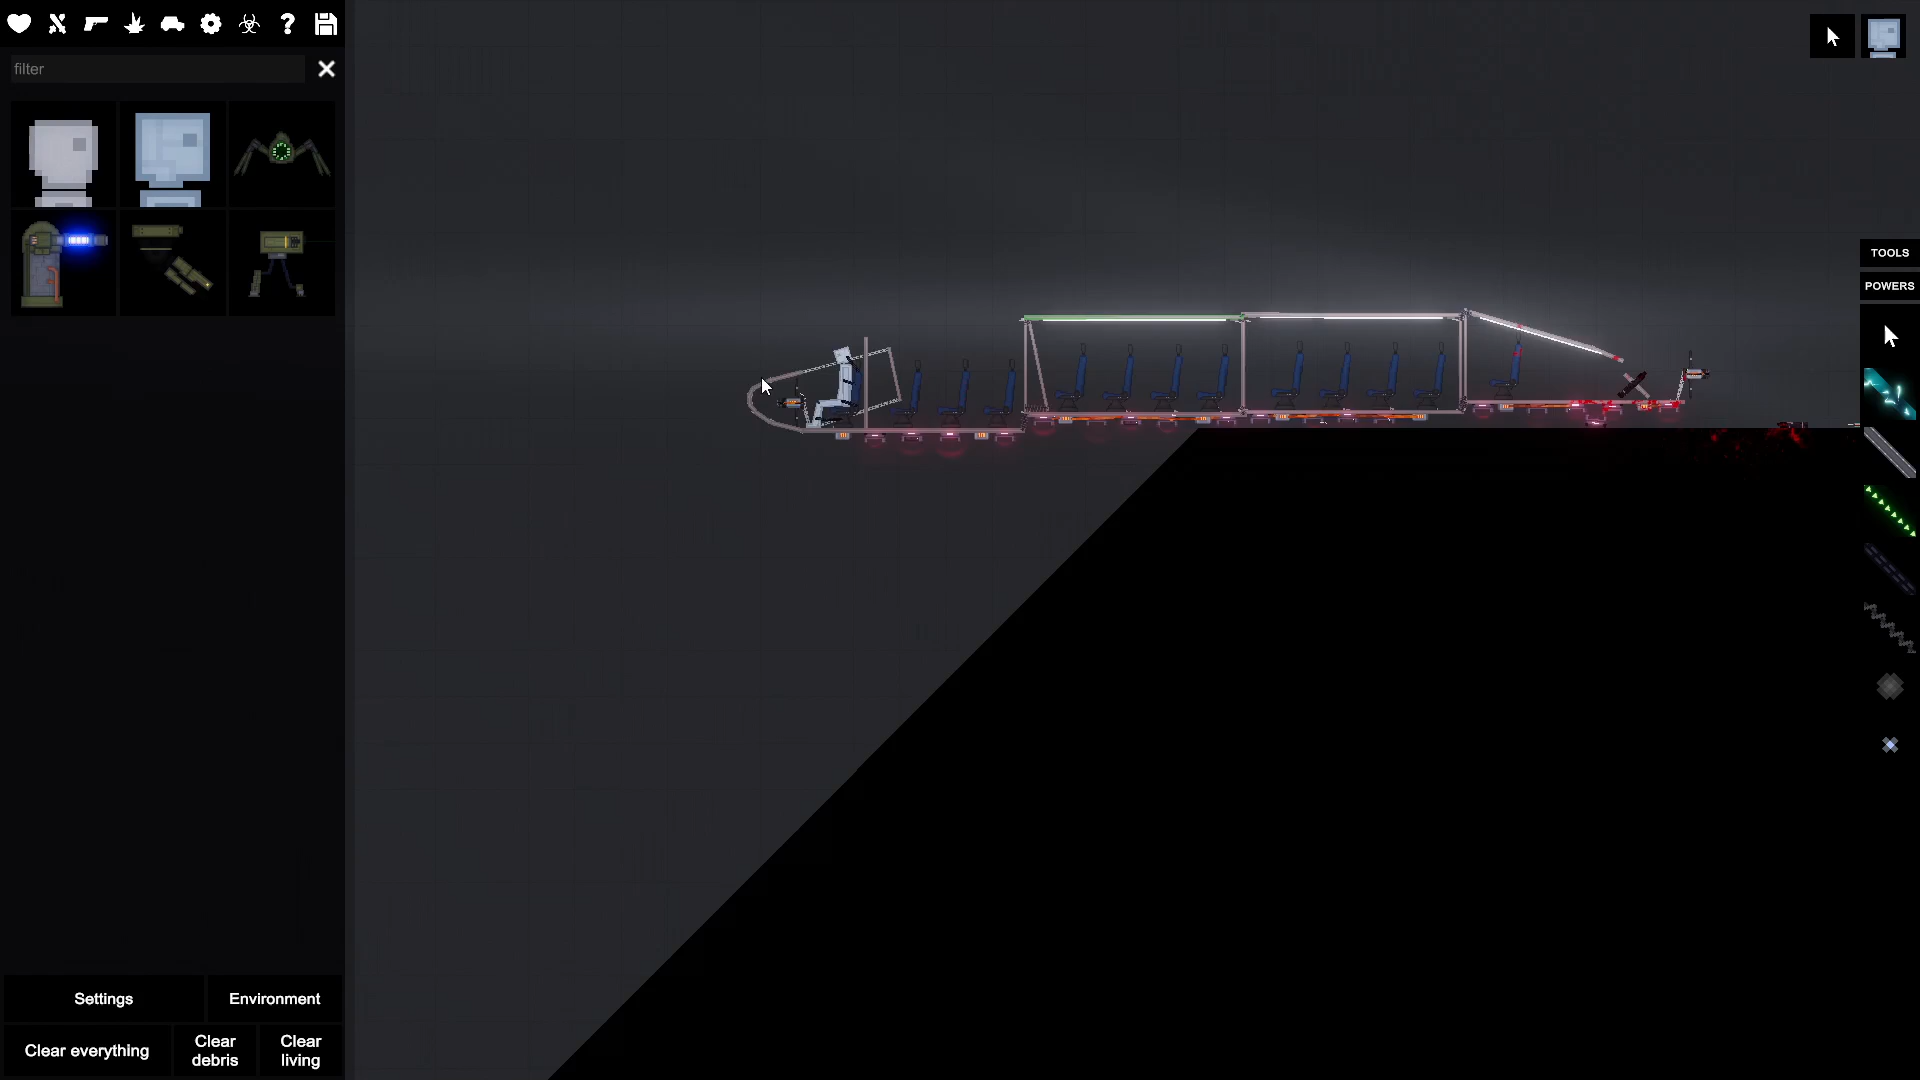 filter
TOOLS
POWERS
Settings
Environment
Clear everything
Clear
debris
Clear
living